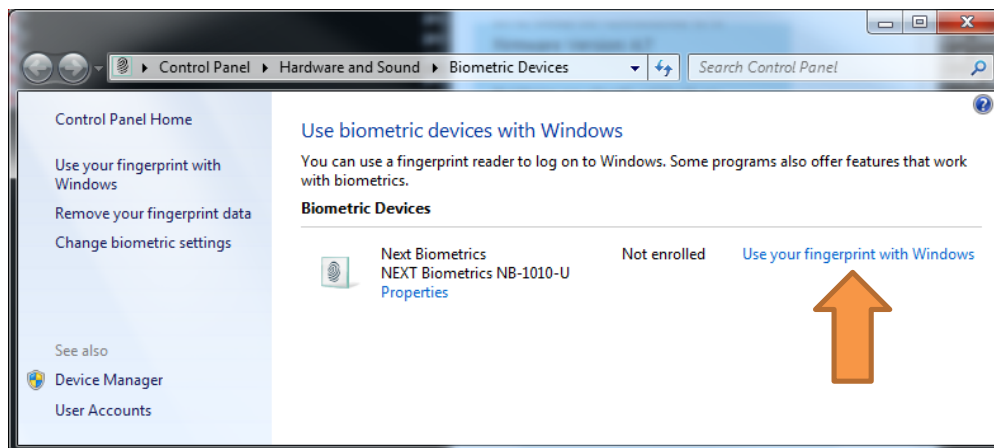 Control Panel ▸ Hardware and Sound ▸ Biometric Devices
Search Control Panel
Control Panel Home
Use your fingerprint with
Windows
Remove your fingerprint data
Change biometric settings
See also
Device Manager
User Accounts
Use biometric devices with Windows
You can use a fingerprint reader to log on to Windows. Some programs also offer features that work
with biometrics.
Biometric Devices
Next Biometrics
NEXT Biometrics NB-1010-U
Properties
Not enrolled
Use your fingerprint with Windows